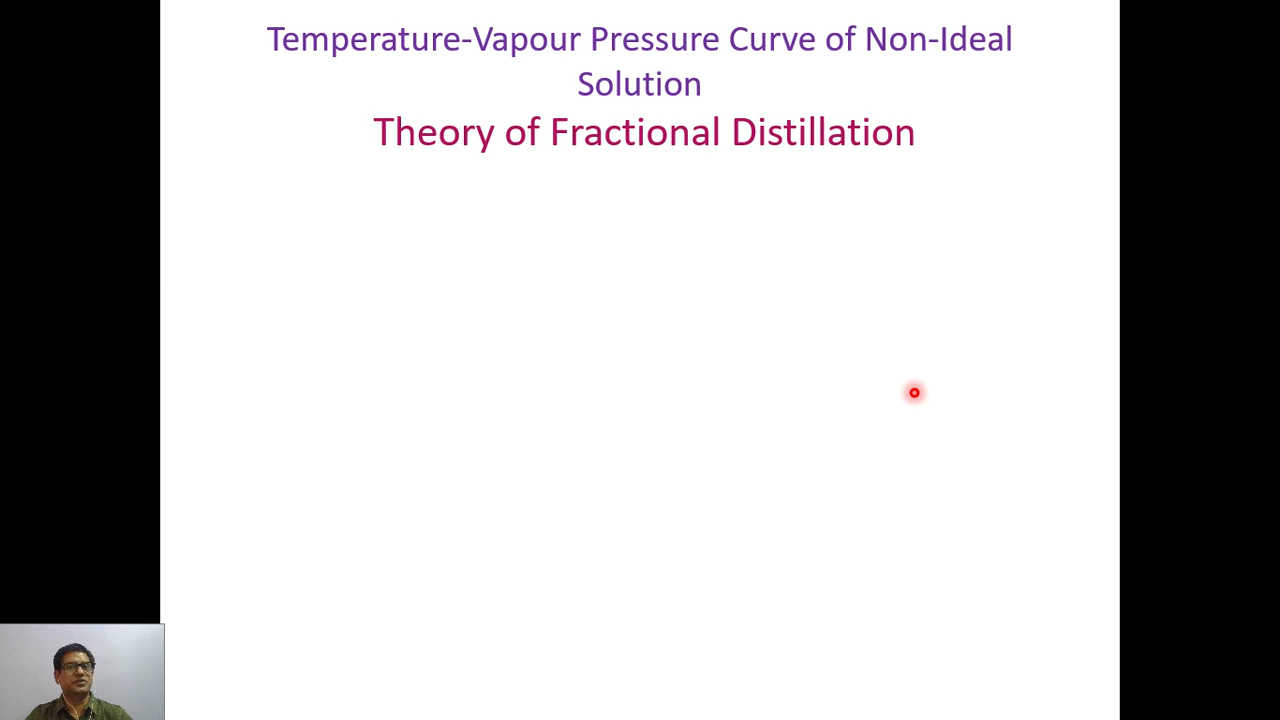 Temperature-Vapour Pressure Curve of Non-Ideal
Solution
Theory of Fractional Distillation